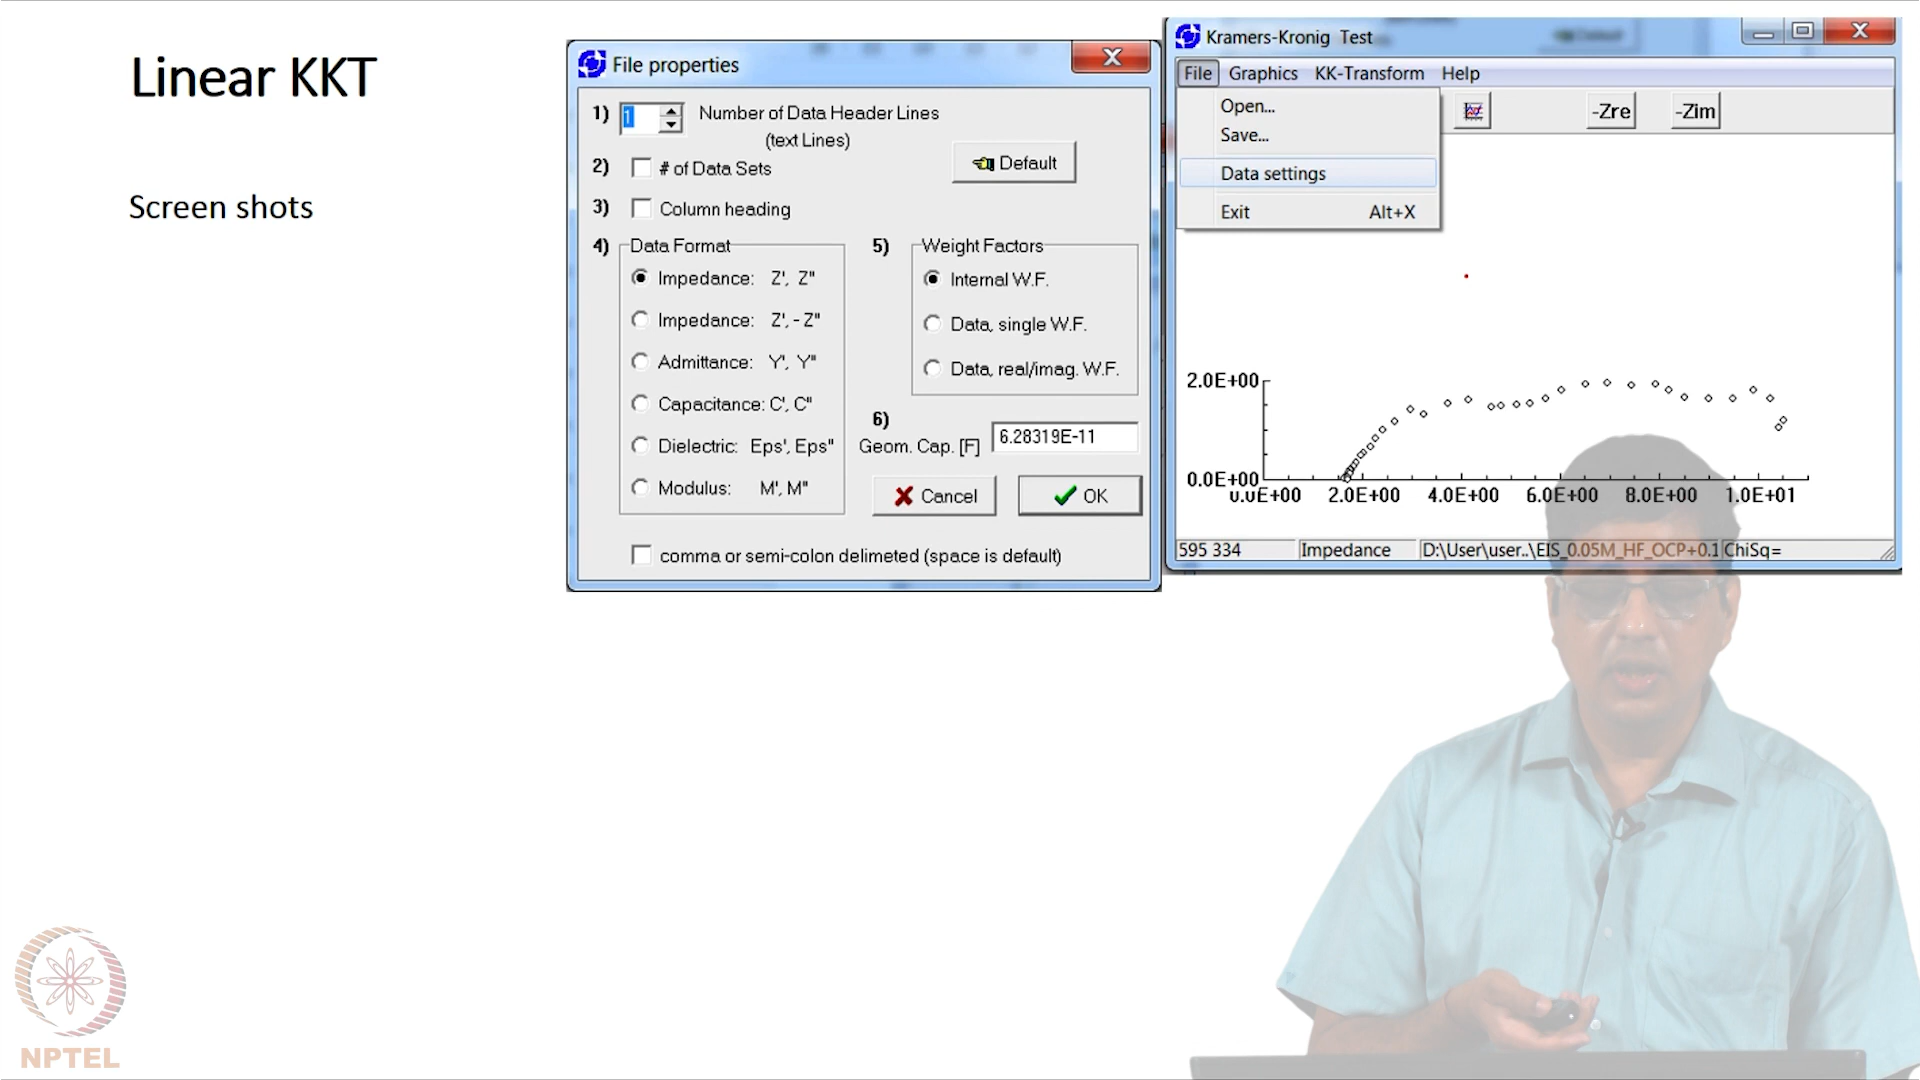 Linear KKT
Screen shots
File properties
1) 1 Number of Data Header Lines
(text Lines)
Default
2) # of Data Sets
3) Column heading
4) Data Format
Impedance: Z', Z"
Impedance: Z', - Z"
Admittance: Y', Y"
Capacitance: C', C"
Dielectric: Eps', Eps"
Modulus: M', M"
5) Weight Factors
Internal W.F.
Data, single W.F.
Data, real/imag. W.F.
6)
Geom. Cap. [F] 6.28319E-11
Cancel OK
comma or semi-colon delimeted (space is default)
Kramers-Kronig Test
File Graphics KK-Transform Help
-Zre -Zim
Open...
Save...
Data settings
Exit Alt+X
2.0E+00
0.0E+00
0.0E+00 2.0E+00 4.0E+00 6.0E+00 8.0E+00 1.0E+01
595 334 Impedance D:\User\user..\EIS_0.05M_HF_OCP+0.1 ChiSq=
NPTEL